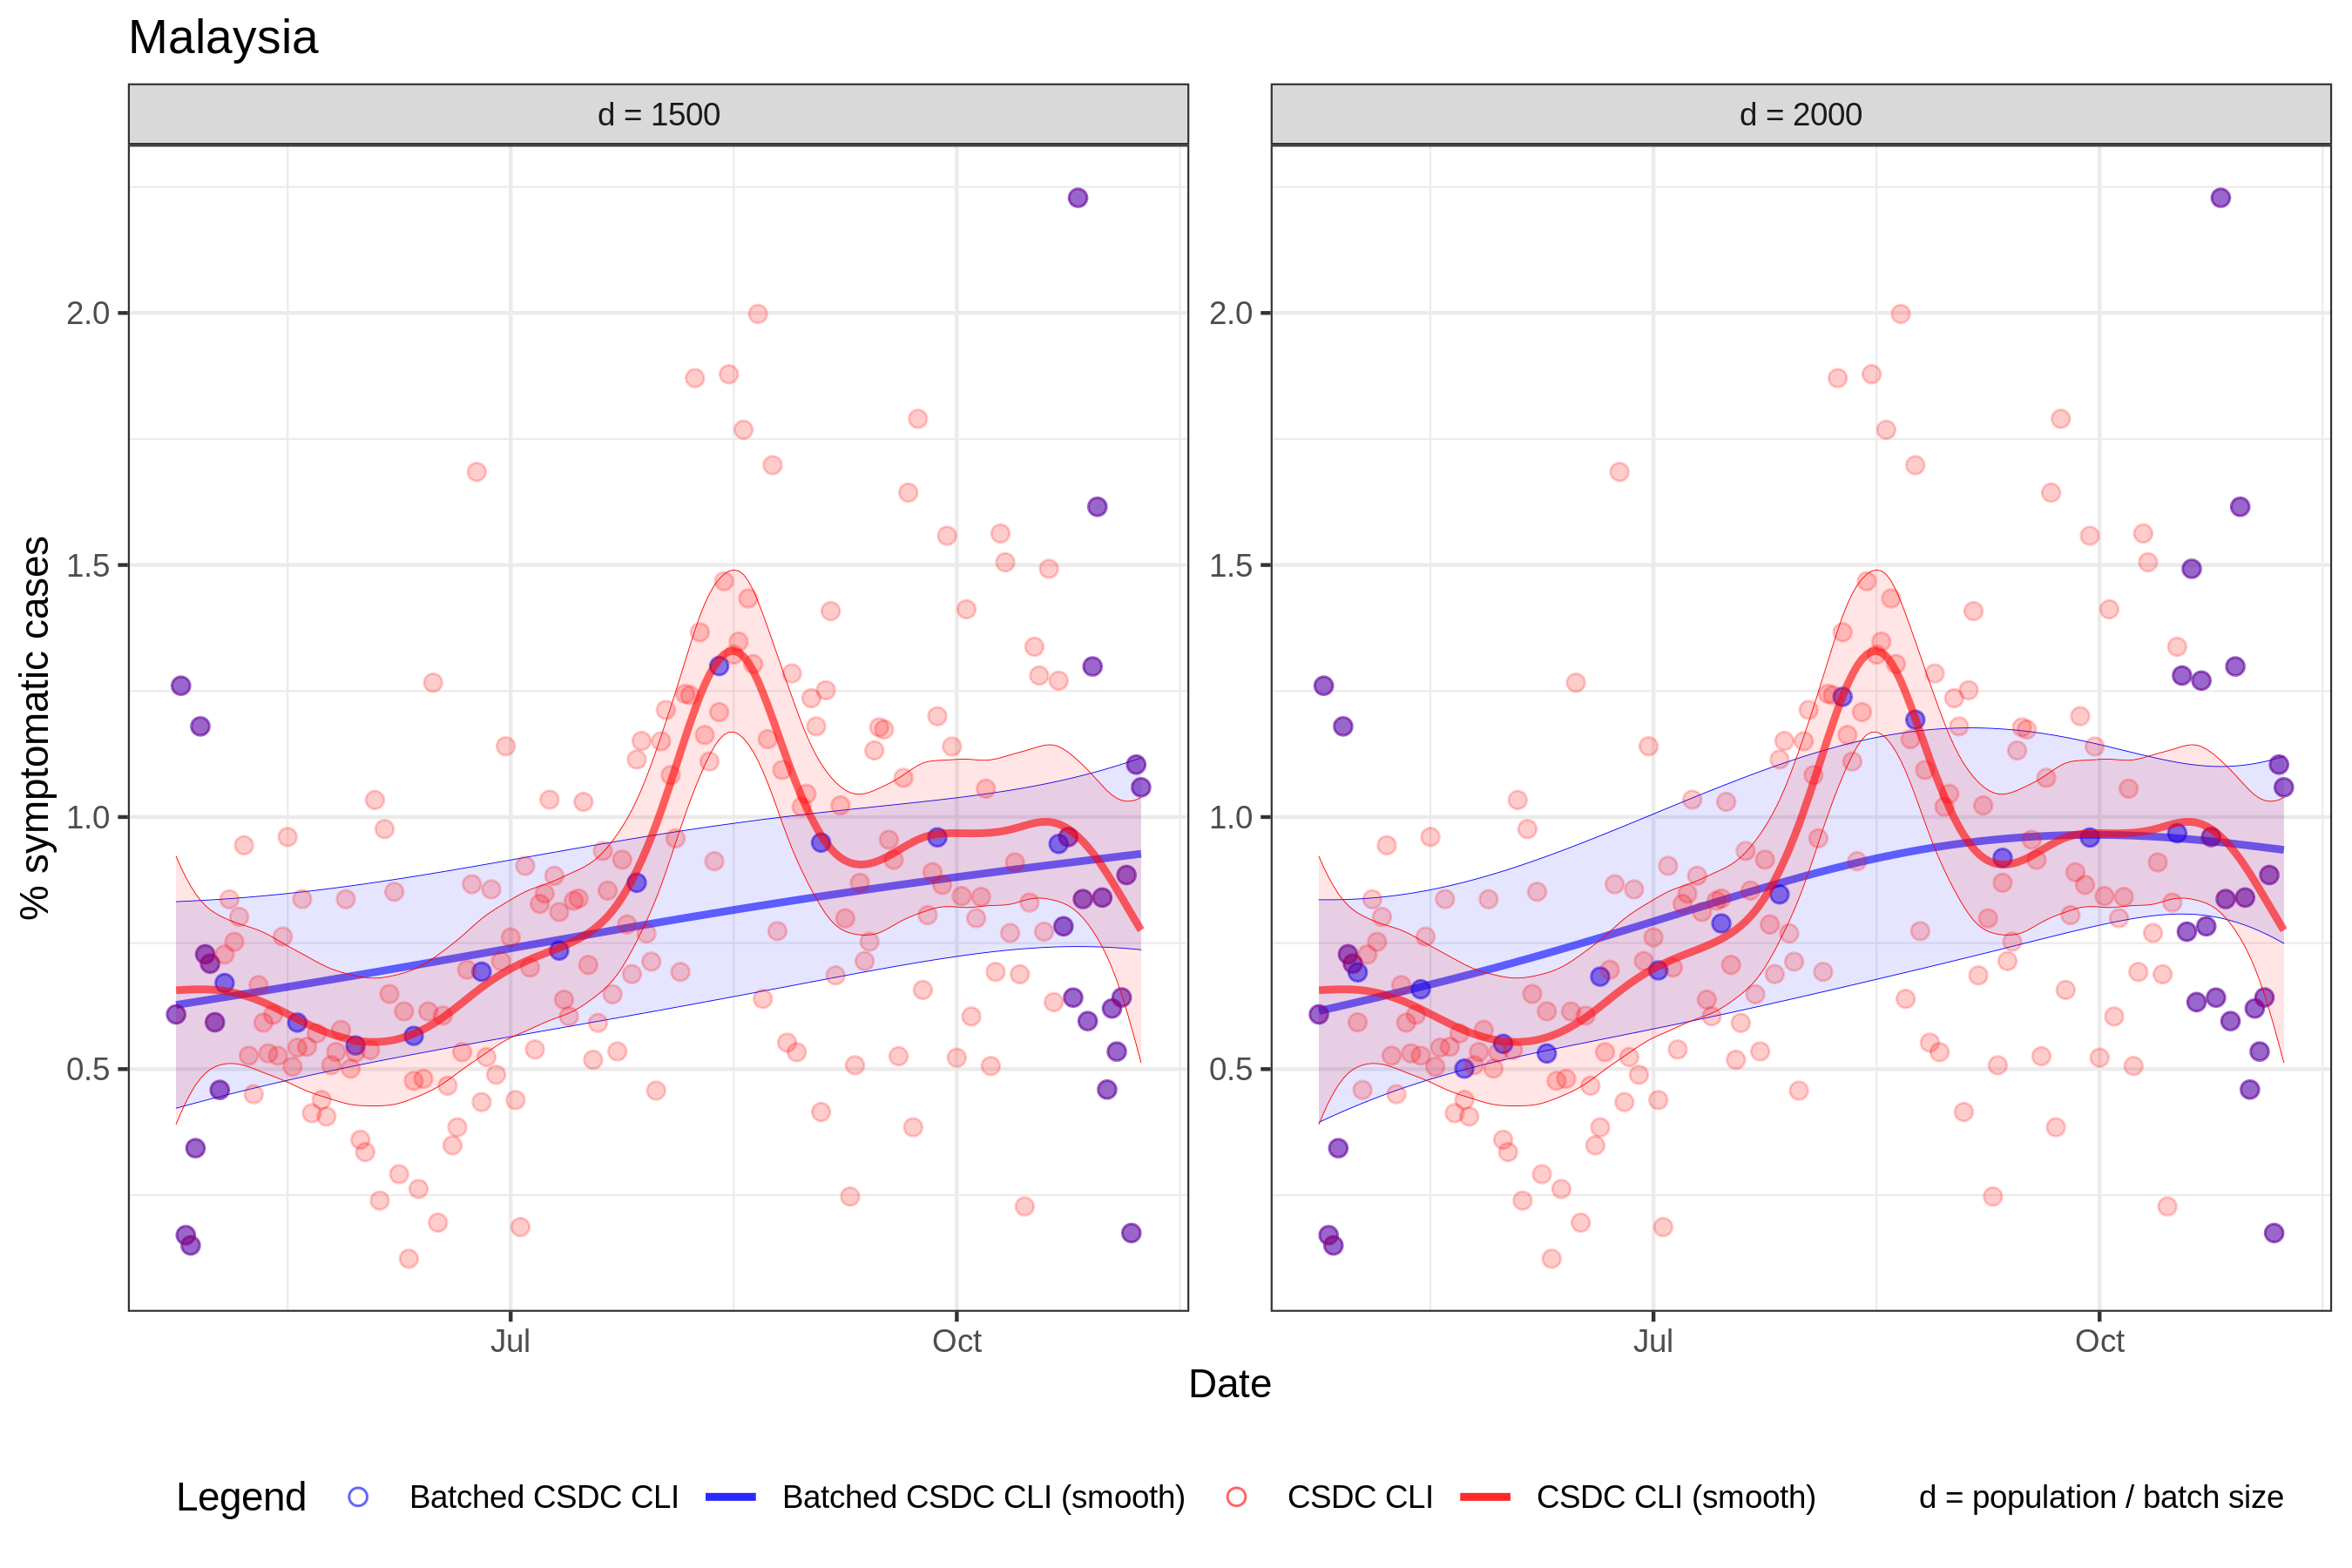 Malaysia
d = 1500
d = 2000
% symptomatic cases
2.0
1.5
1.0
0.5
2.0
1.5
1.0
0.5
Jul
Oct
Jul
Oct
Date
Legend
Batched CSDC CLI
Batched CSDC CLI (smooth)
CSDC CLI
CSDC CLI (smooth)
d = population / batch size